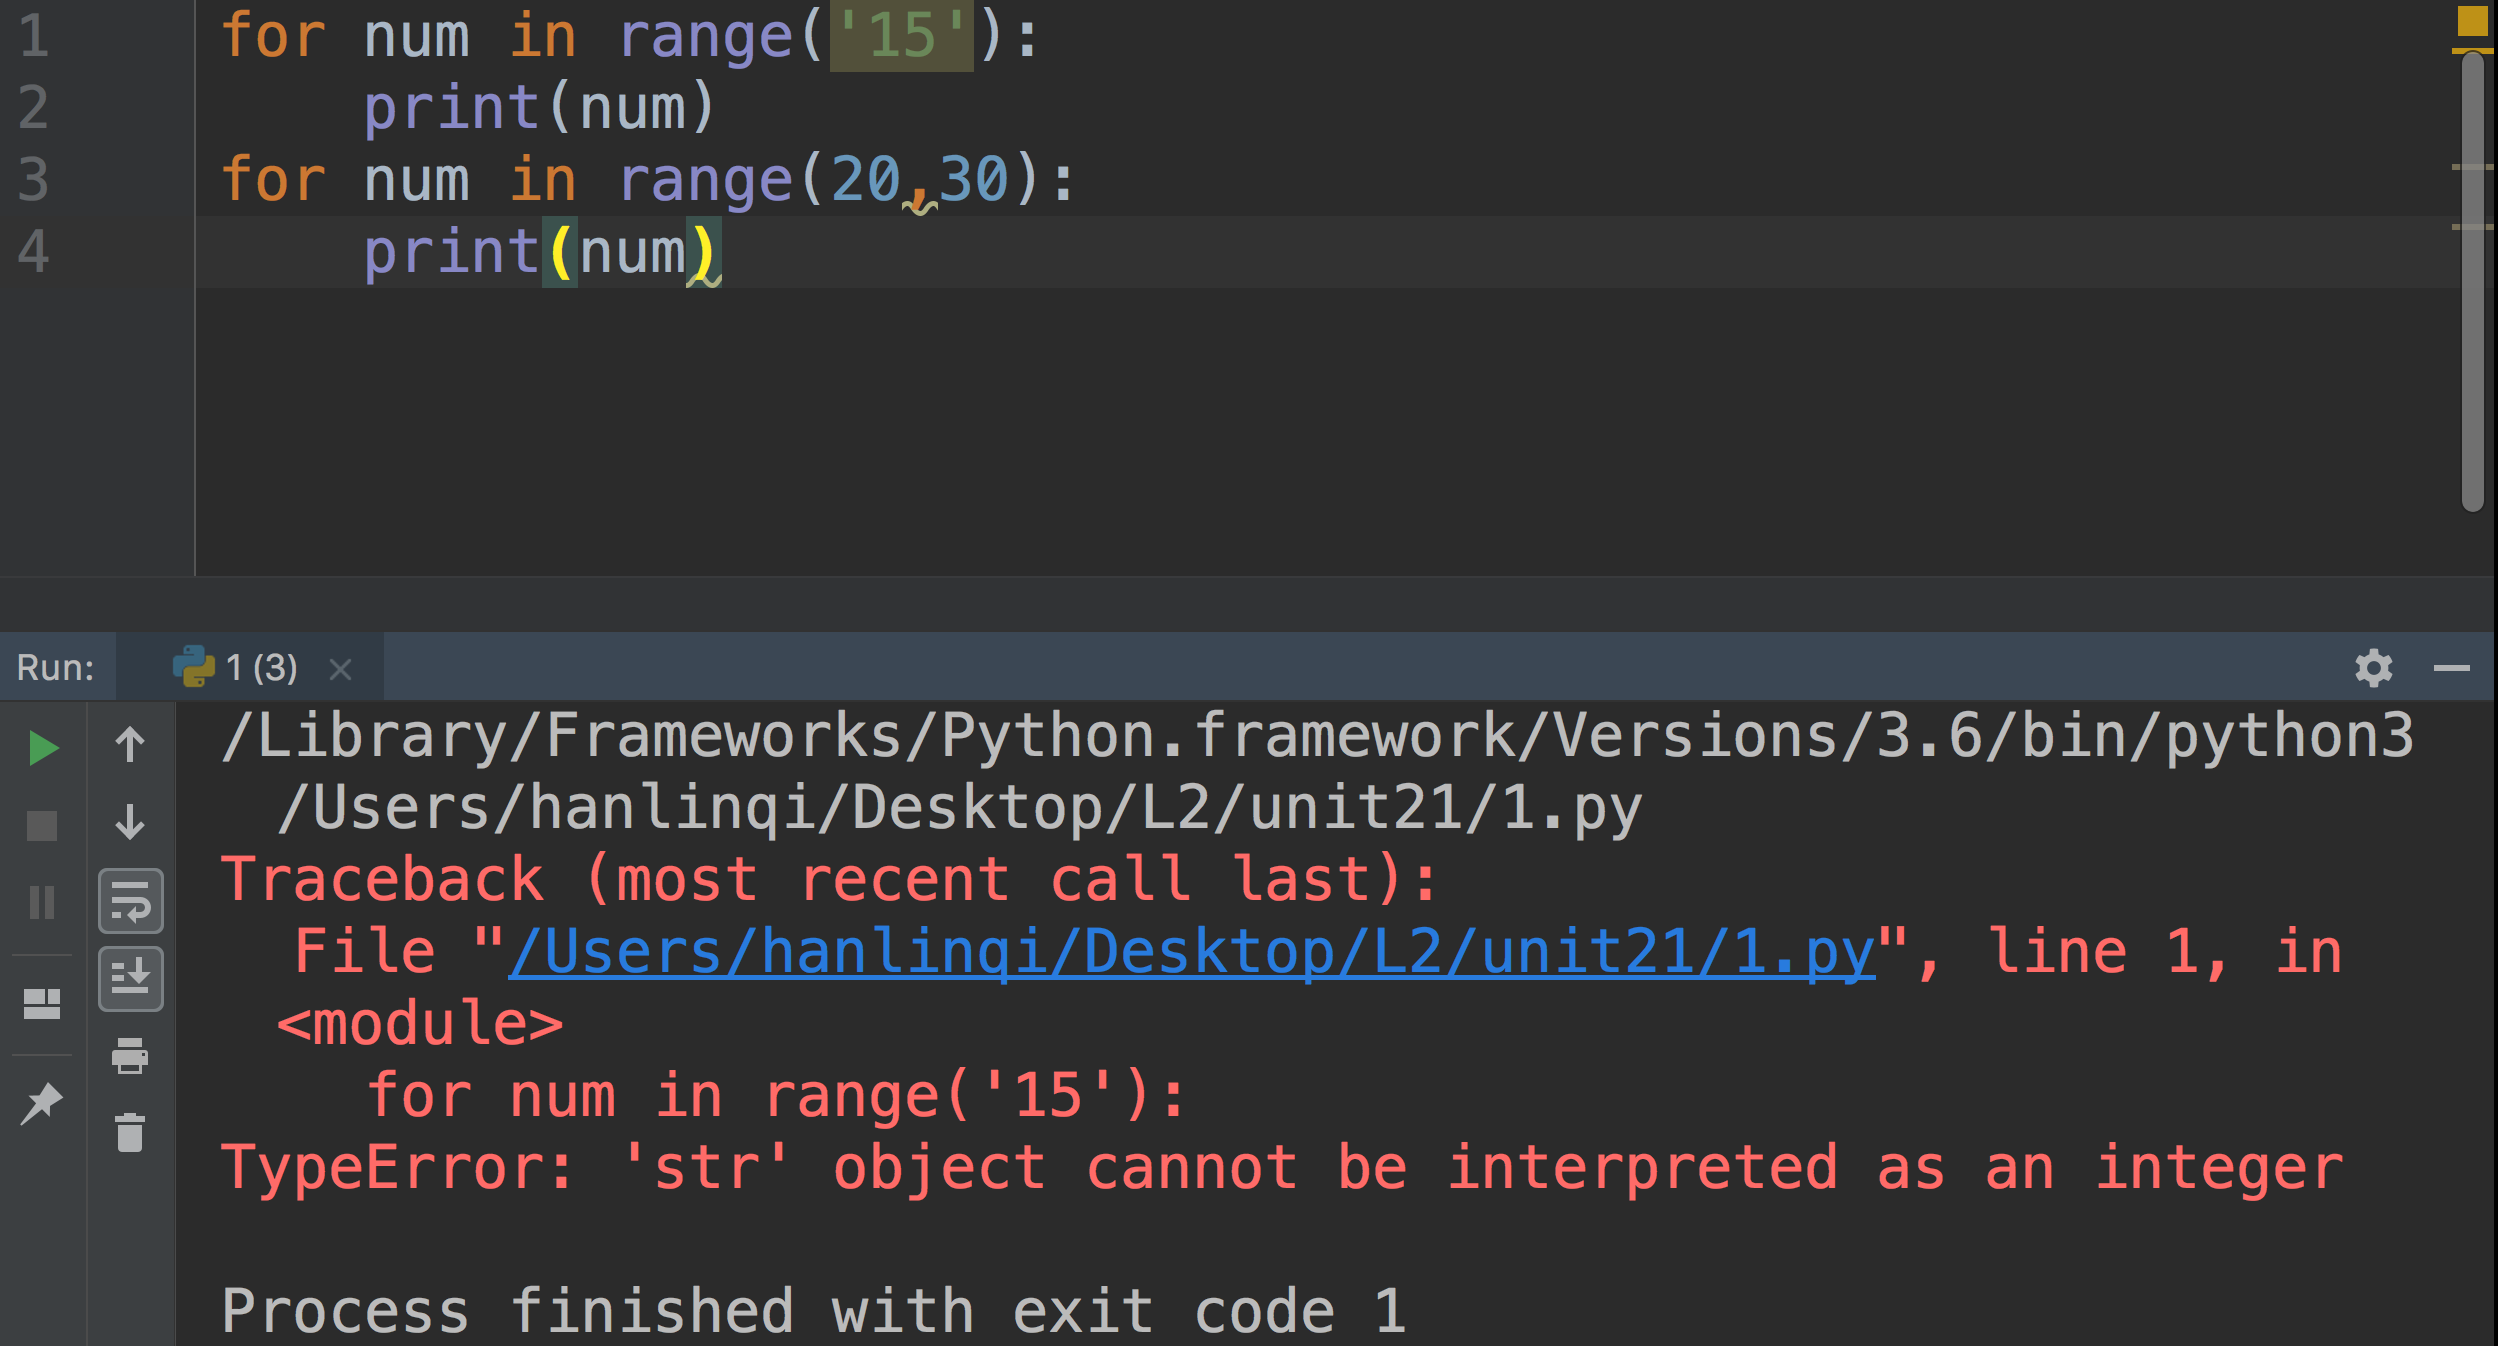 1 for num in range('15'):
2     print(num)
3 for num in range(20,30):
4     print(num)
Run: 1 (3)
/Library/Frameworks/Python.framework/Versions/3.6/bin/python3
/Users/hanlinqi/Desktop/L2/unit21/1.py
Traceback (most recent call last):
  File "/Users/hanlinqi/Desktop/L2/unit21/1.py", line 1, in
<module>
    for num in range('15'):
TypeError: 'str' object cannot be interpreted as an integer
Process finished with exit code 1